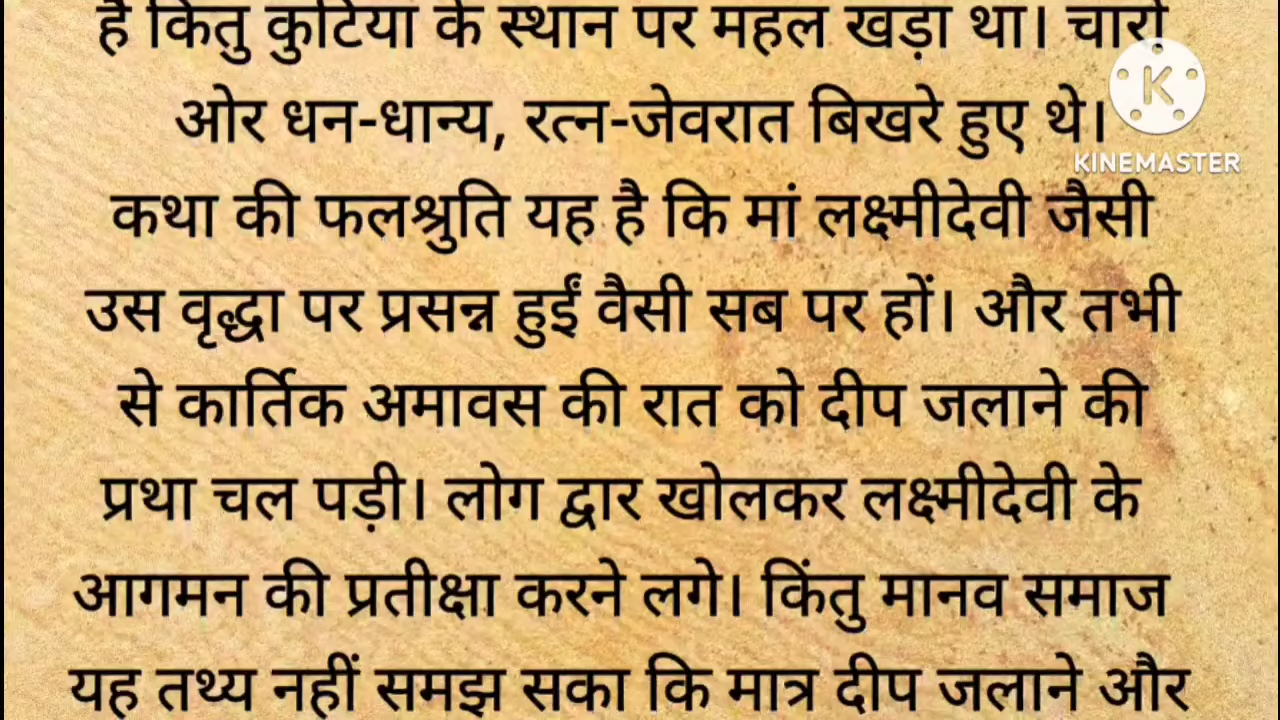 है किंतु कुटिया के स्थान पर महल खड़ा था। चारों
ओर धन-धान्य, रत्न-जेवरात बिखरे हुए थे।
KINEMASTER
कथा की फलश्रुति यह है कि मां लक्ष्मीदेवी जैसी
उस वृद्धा पर प्रसन्न हुईं वैसी सब पर हों। और तभी
से कार्तिक अमावस की रात को दीप जलाने की
प्रथा चल पड़ी। लोग द्वार खोलकर लक्ष्मीदेवी के
आगमन की प्रतीक्षा करने लगे। किंतु मानव समाज
यह तथ्य नहीं समझ सका कि मात्र दीप जलाने और